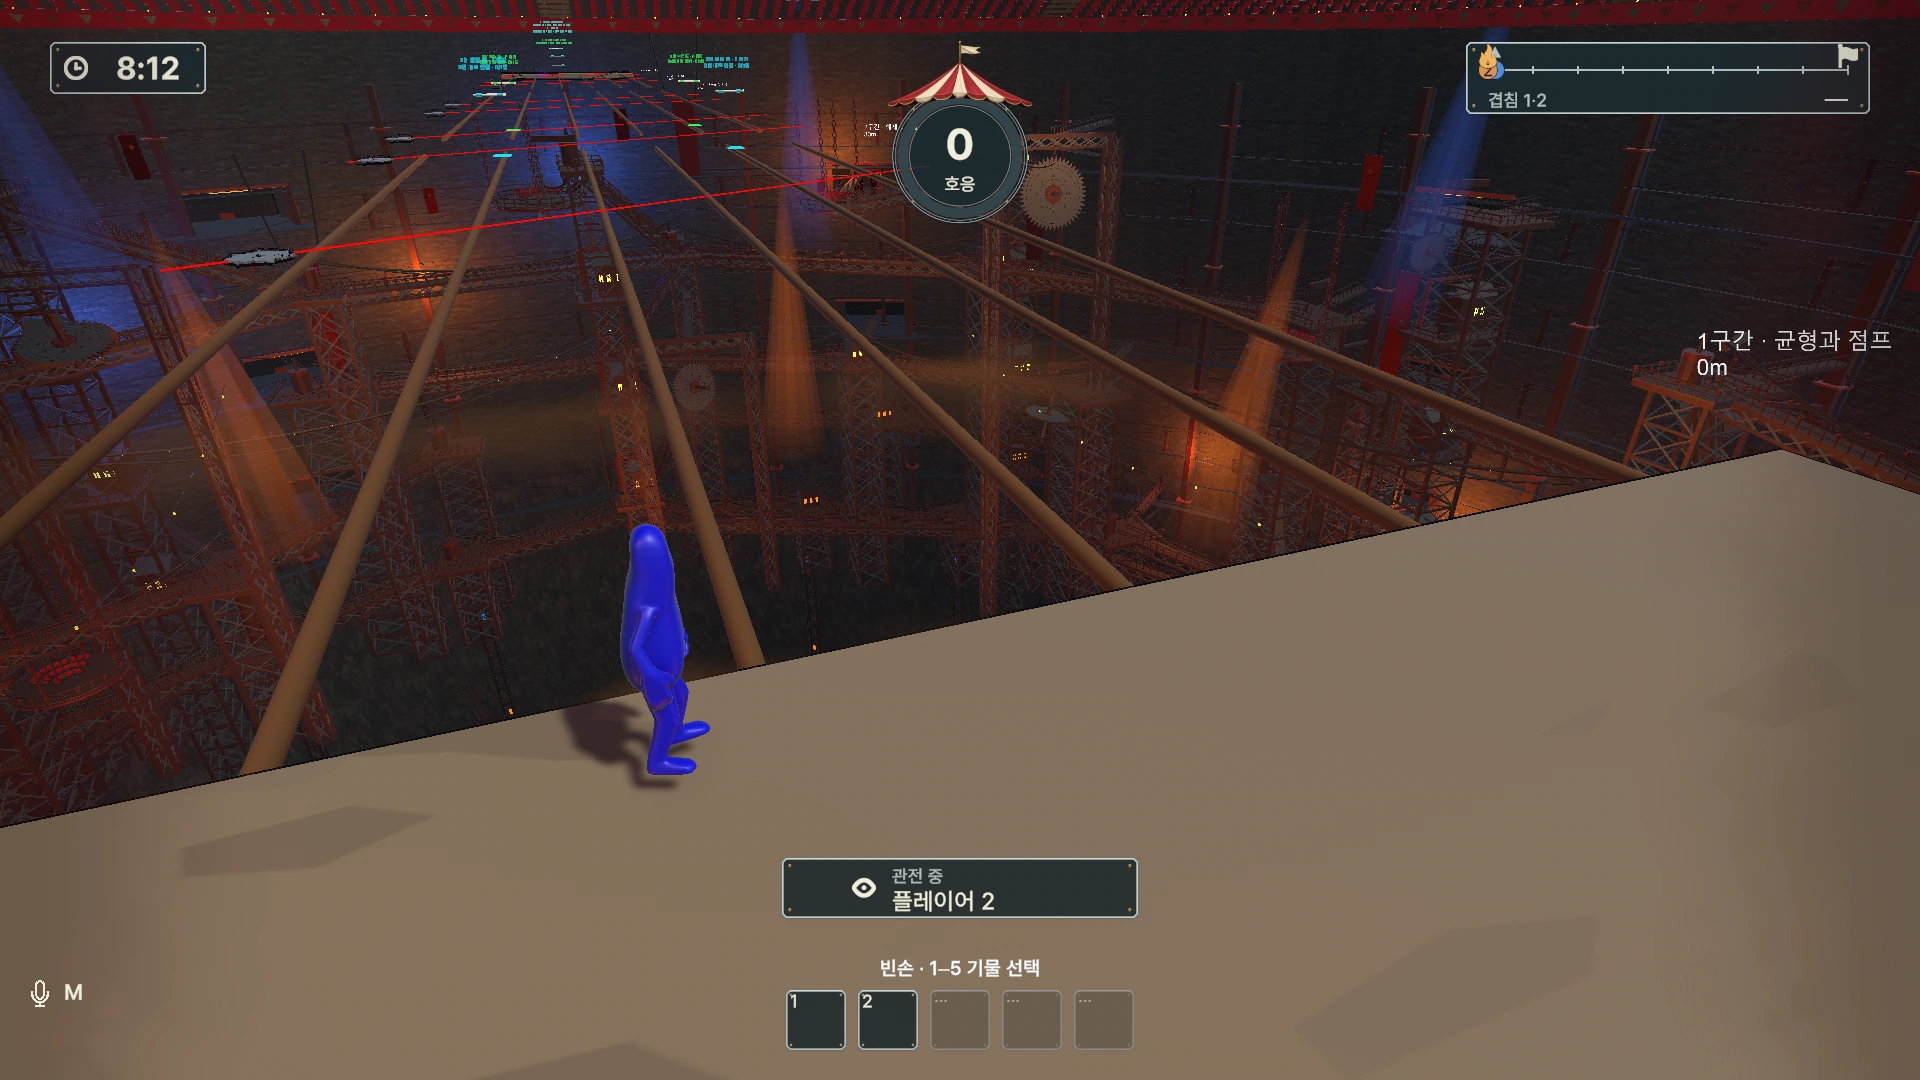 8:12
0
호응
겹침 1·2
1구간 · 균형과 점프
0m
관전 중
플레이어 2
빈손 · 1–5 기물 선택
1
2
M